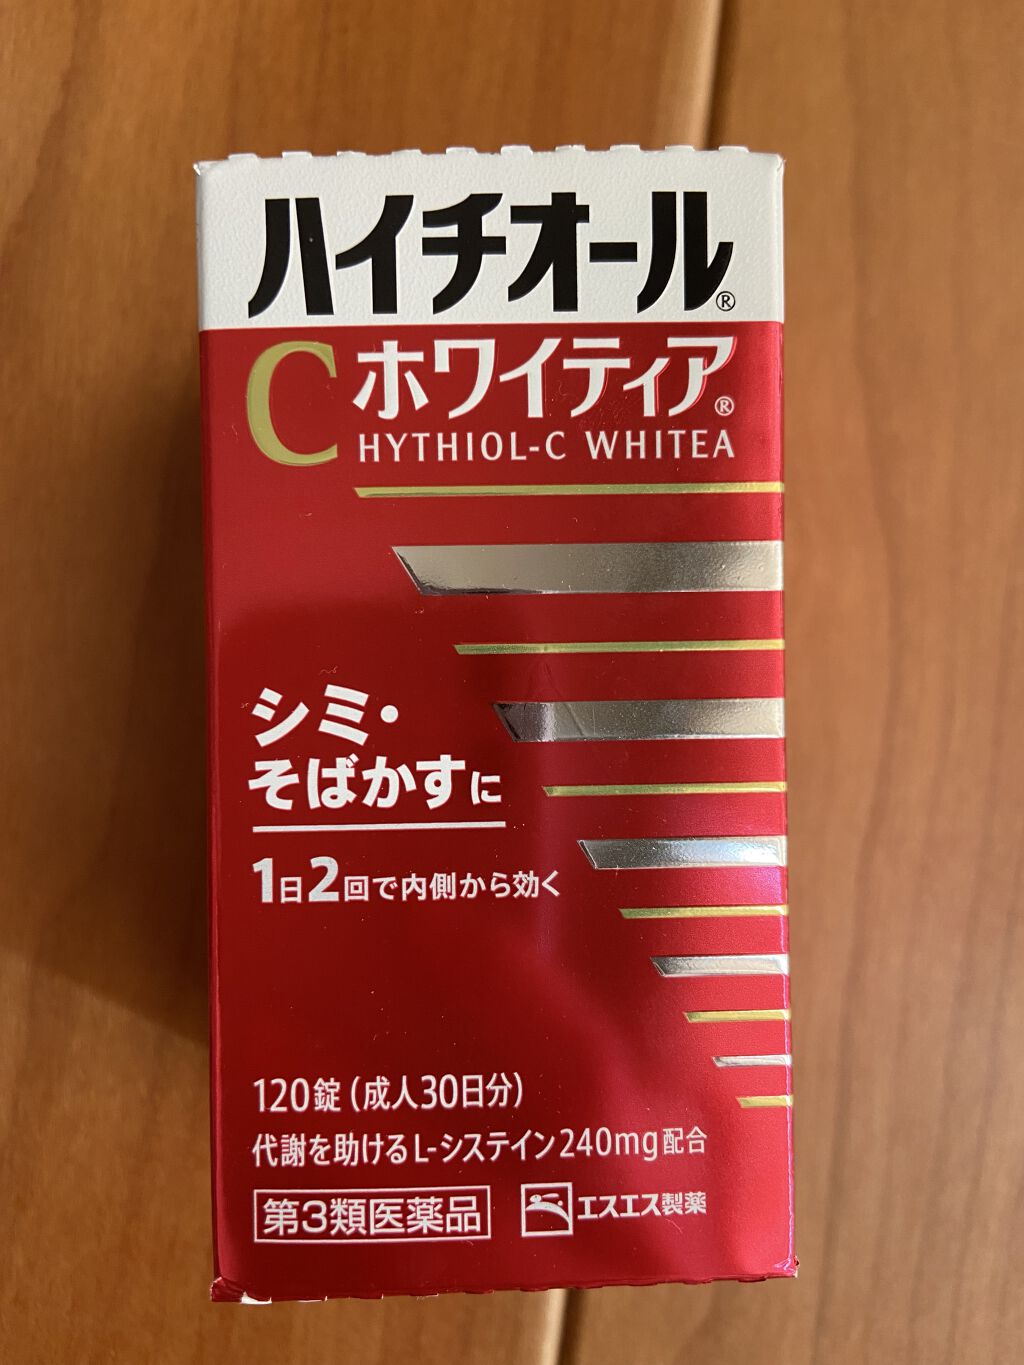 ハイチオール®
Cホワイティア®
HYTHIOL-C WHITEA
シミ・
そばかすに
1日2回で内側から効く
120錠(成人30日分)
代謝を助けるL-システイン240mg配合
第3類医薬品 エスエス製薬